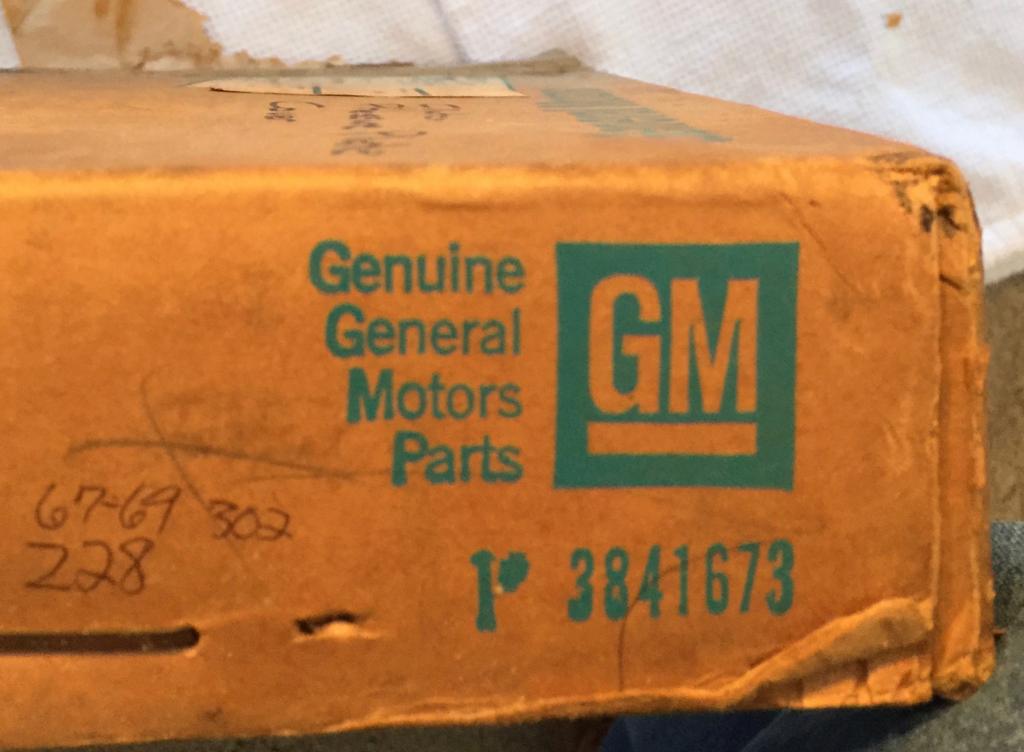 Genuine
General
Motors
Parts
GM
67-69 302
Z28
1* 3841673